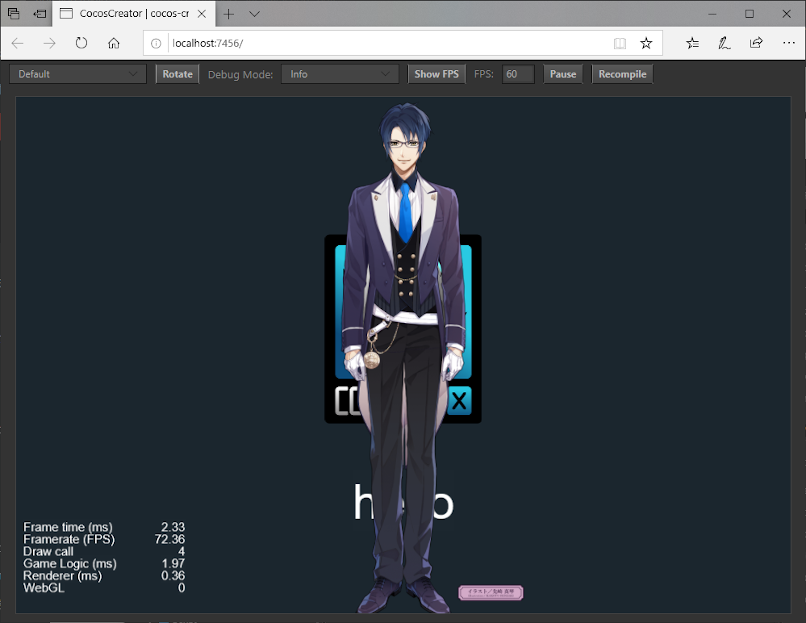 CocosCreator | cocos-cr
localhost:7456/
Default
Rotate
Debug Mode:
Info
Show FPS
FPS:
60
Pause
Recompile
CO
X
h
o
Frame time (ms) 2.33
Framerate (FPS) 72.36
Draw call 4
Game Logic (ms) 1.97
Renderer (ms) 0.36
WebGL 0